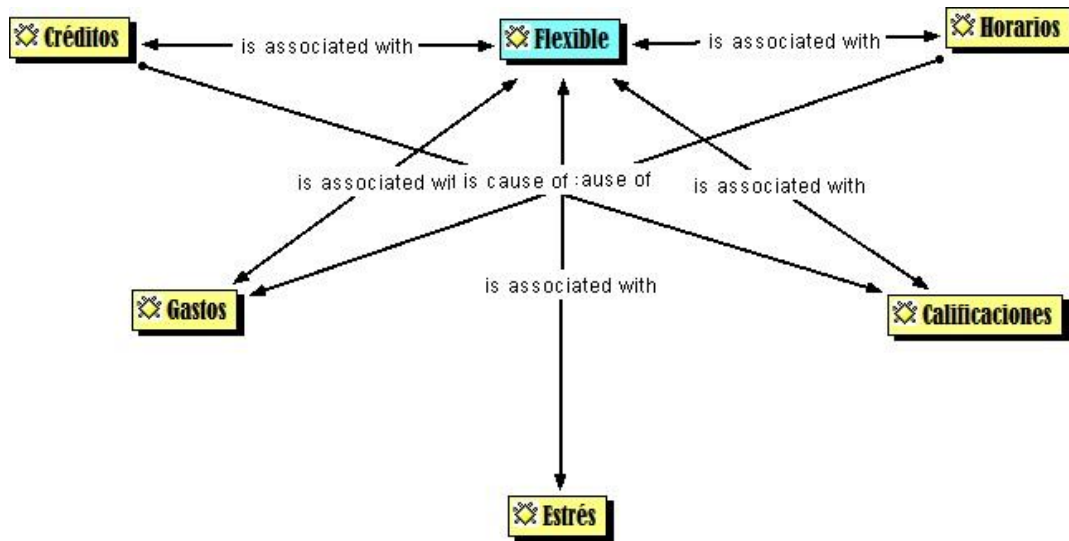 Créditos
is associated with
Flexible
is associated with
Horarios
is associated wit
is cause of
:ause of
is associated with
is associated with
Gastos
Calificaciones
Estrés